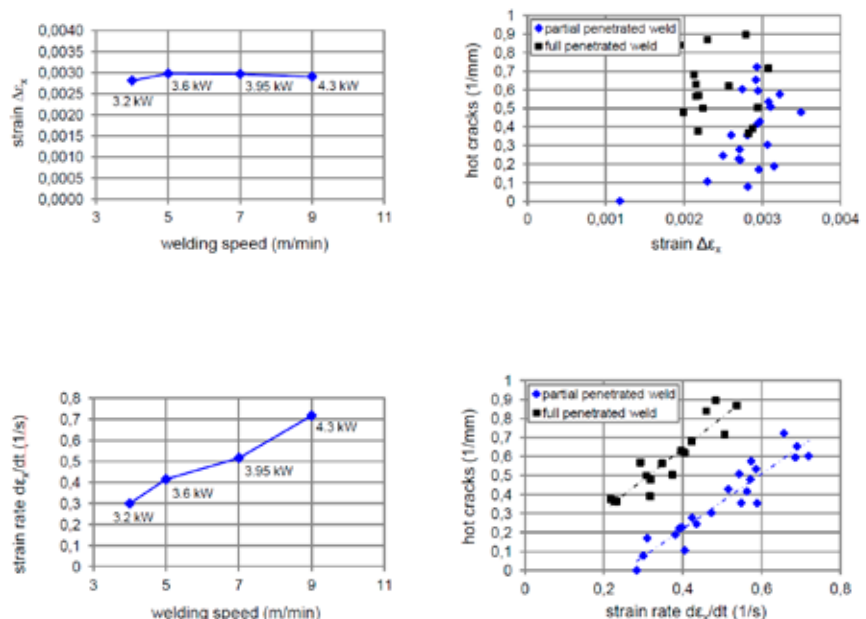 0,0040
0,0035
0,0030
0,0025
0,0020
0,0015
0,0010
0,0005
0,0000
strain Δεₓ
3.2 kW
3.6 kW
3.95 kW
4.3 kW
3 5 7 9 11
welding speed (m/min)
1
0,9
0,8
0,7
0,6
0,5
0,4
0,3
0,2
0,1
0
hot cracks (1/mm)
partial penetrated weld
full penetrated weld
0 0,001 0,002 0,003 0,004
strain Δεₓ
0,8
0,7
0,6
0,5
0,4
0,3
0,2
0,1
0
strain rate dεₓ/dt (1/s)
3.2 kW
3.6 kW
3.95 kW
4.3 kW
3 5 7 9 11
welding speed (m/min)
1
0,9
0,8
0,7
0,6
0,5
0,4
0,3
0,2
0,1
0
hot cracks (1/mm)
partial penetrated weld
full penetrated weld
0 0,2 0,4 0,6 0,8
strain rate dεₓ/dt (1/s)